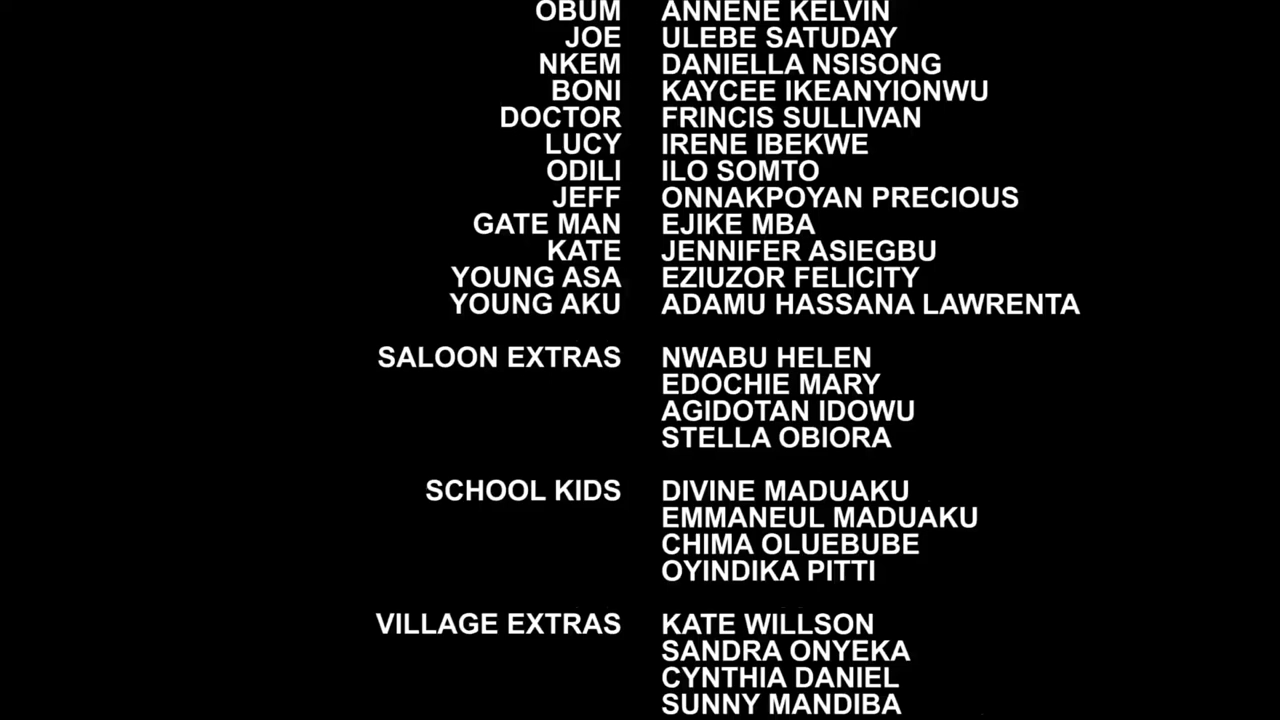 OBUM ANNENE KELVIN
JOE ULEBE SATUDAY
NKEM DANIELLA NSISONG
BONI KAYCEE IKEANYIONWU
DOCTOR FRINCIS SULLIVAN
LUCY IRENE IBEKWE
ODILI ILO SOMTO
JEFF ONNAKPOYAN PRECIOUS
GATE MAN EJIKE MBA
KATE JENNIFER ASIEGBU
YOUNG ASA EZIUZOR FELICITY
YOUNG AKU ADAMU HASSANA LAWRENTA
SALOON EXTRAS NWABU HELEN
EDOCHIE MARY
AGIDOTAN IDOWU
STELLA OBIORA
SCHOOL KIDS DIVINE MADUAKU
EMMANEUL MADUAKU
CHIMA OLUEBUBE
OYINDIKA PITTI
VILLAGE EXTRAS KATE WILLSON
SANDRA ONYEKA
CYNTHIA DANIEL
SUNNY MANDIBA